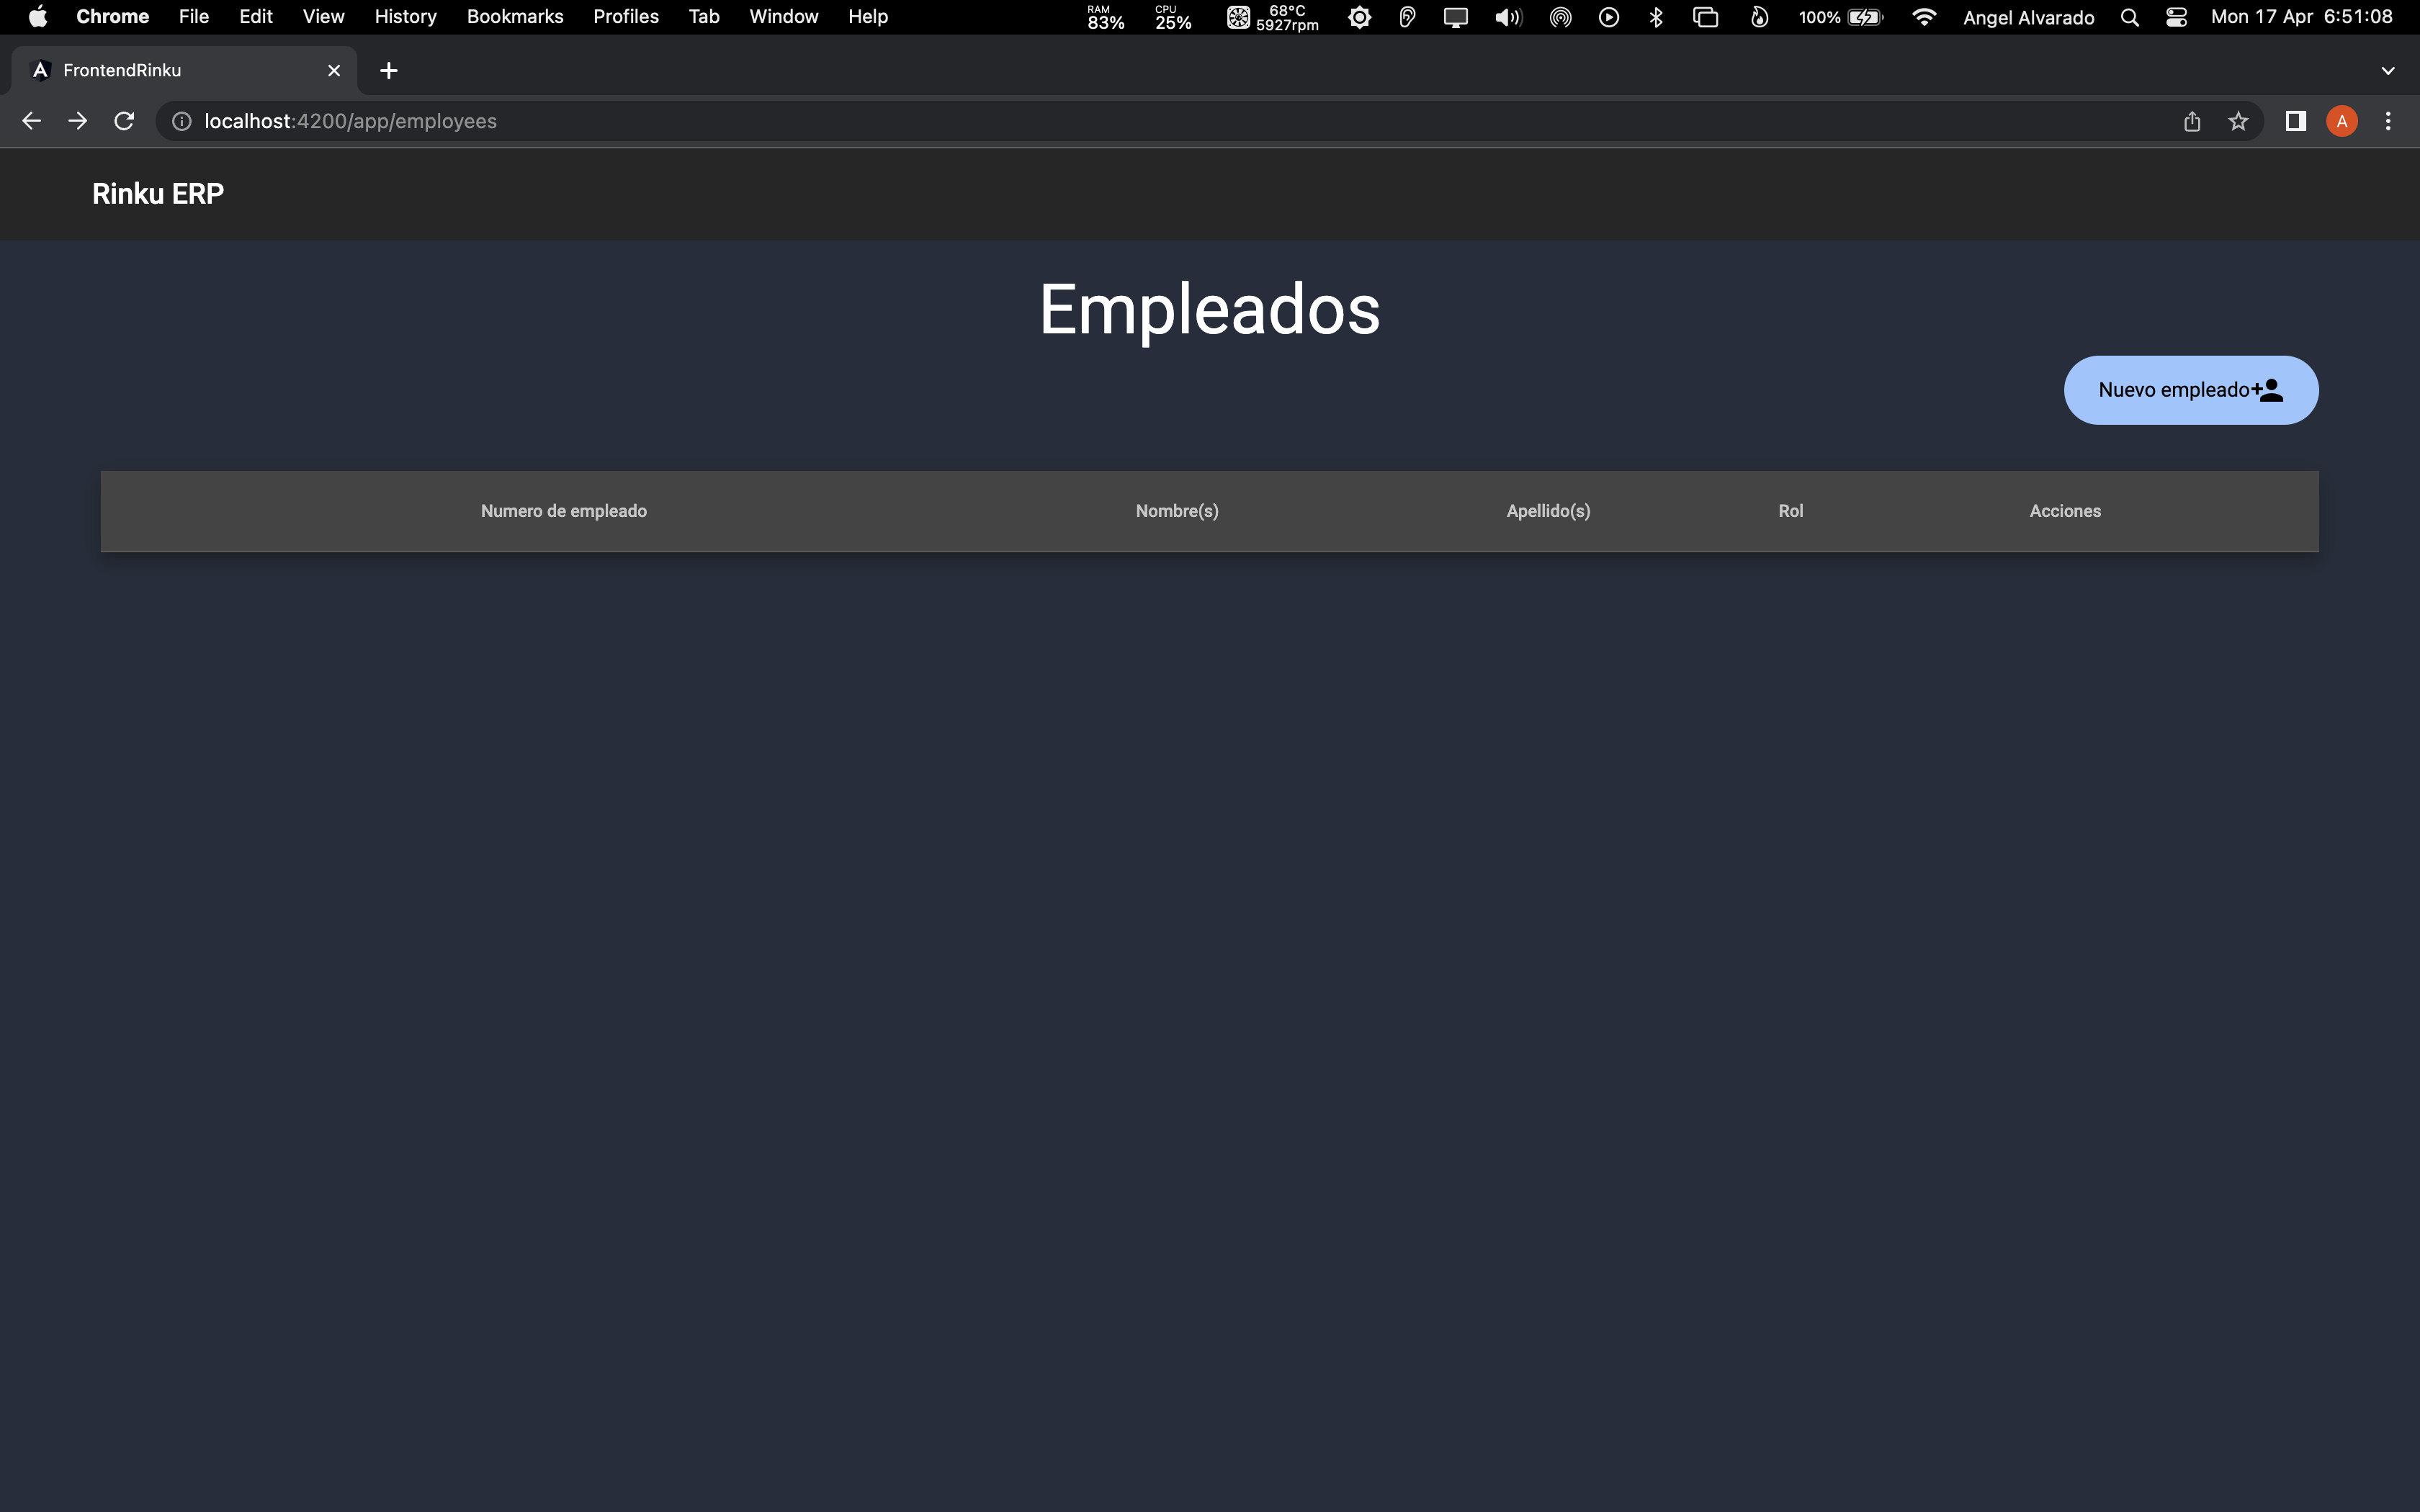 Chrome File Edit View History Bookmarks Profiles Tab Window Help RAM 83% CPU 25% 68°C 5927rpm 100% Angel Alvarado Mon 17 Apr 6:51:08
FrontendRinku
localhost:4200/app/employees A
Rinku ERP
Empleados
Nuevo empleado
Numero de empleado Nombre(s) Apellido(s) Rol Acciones